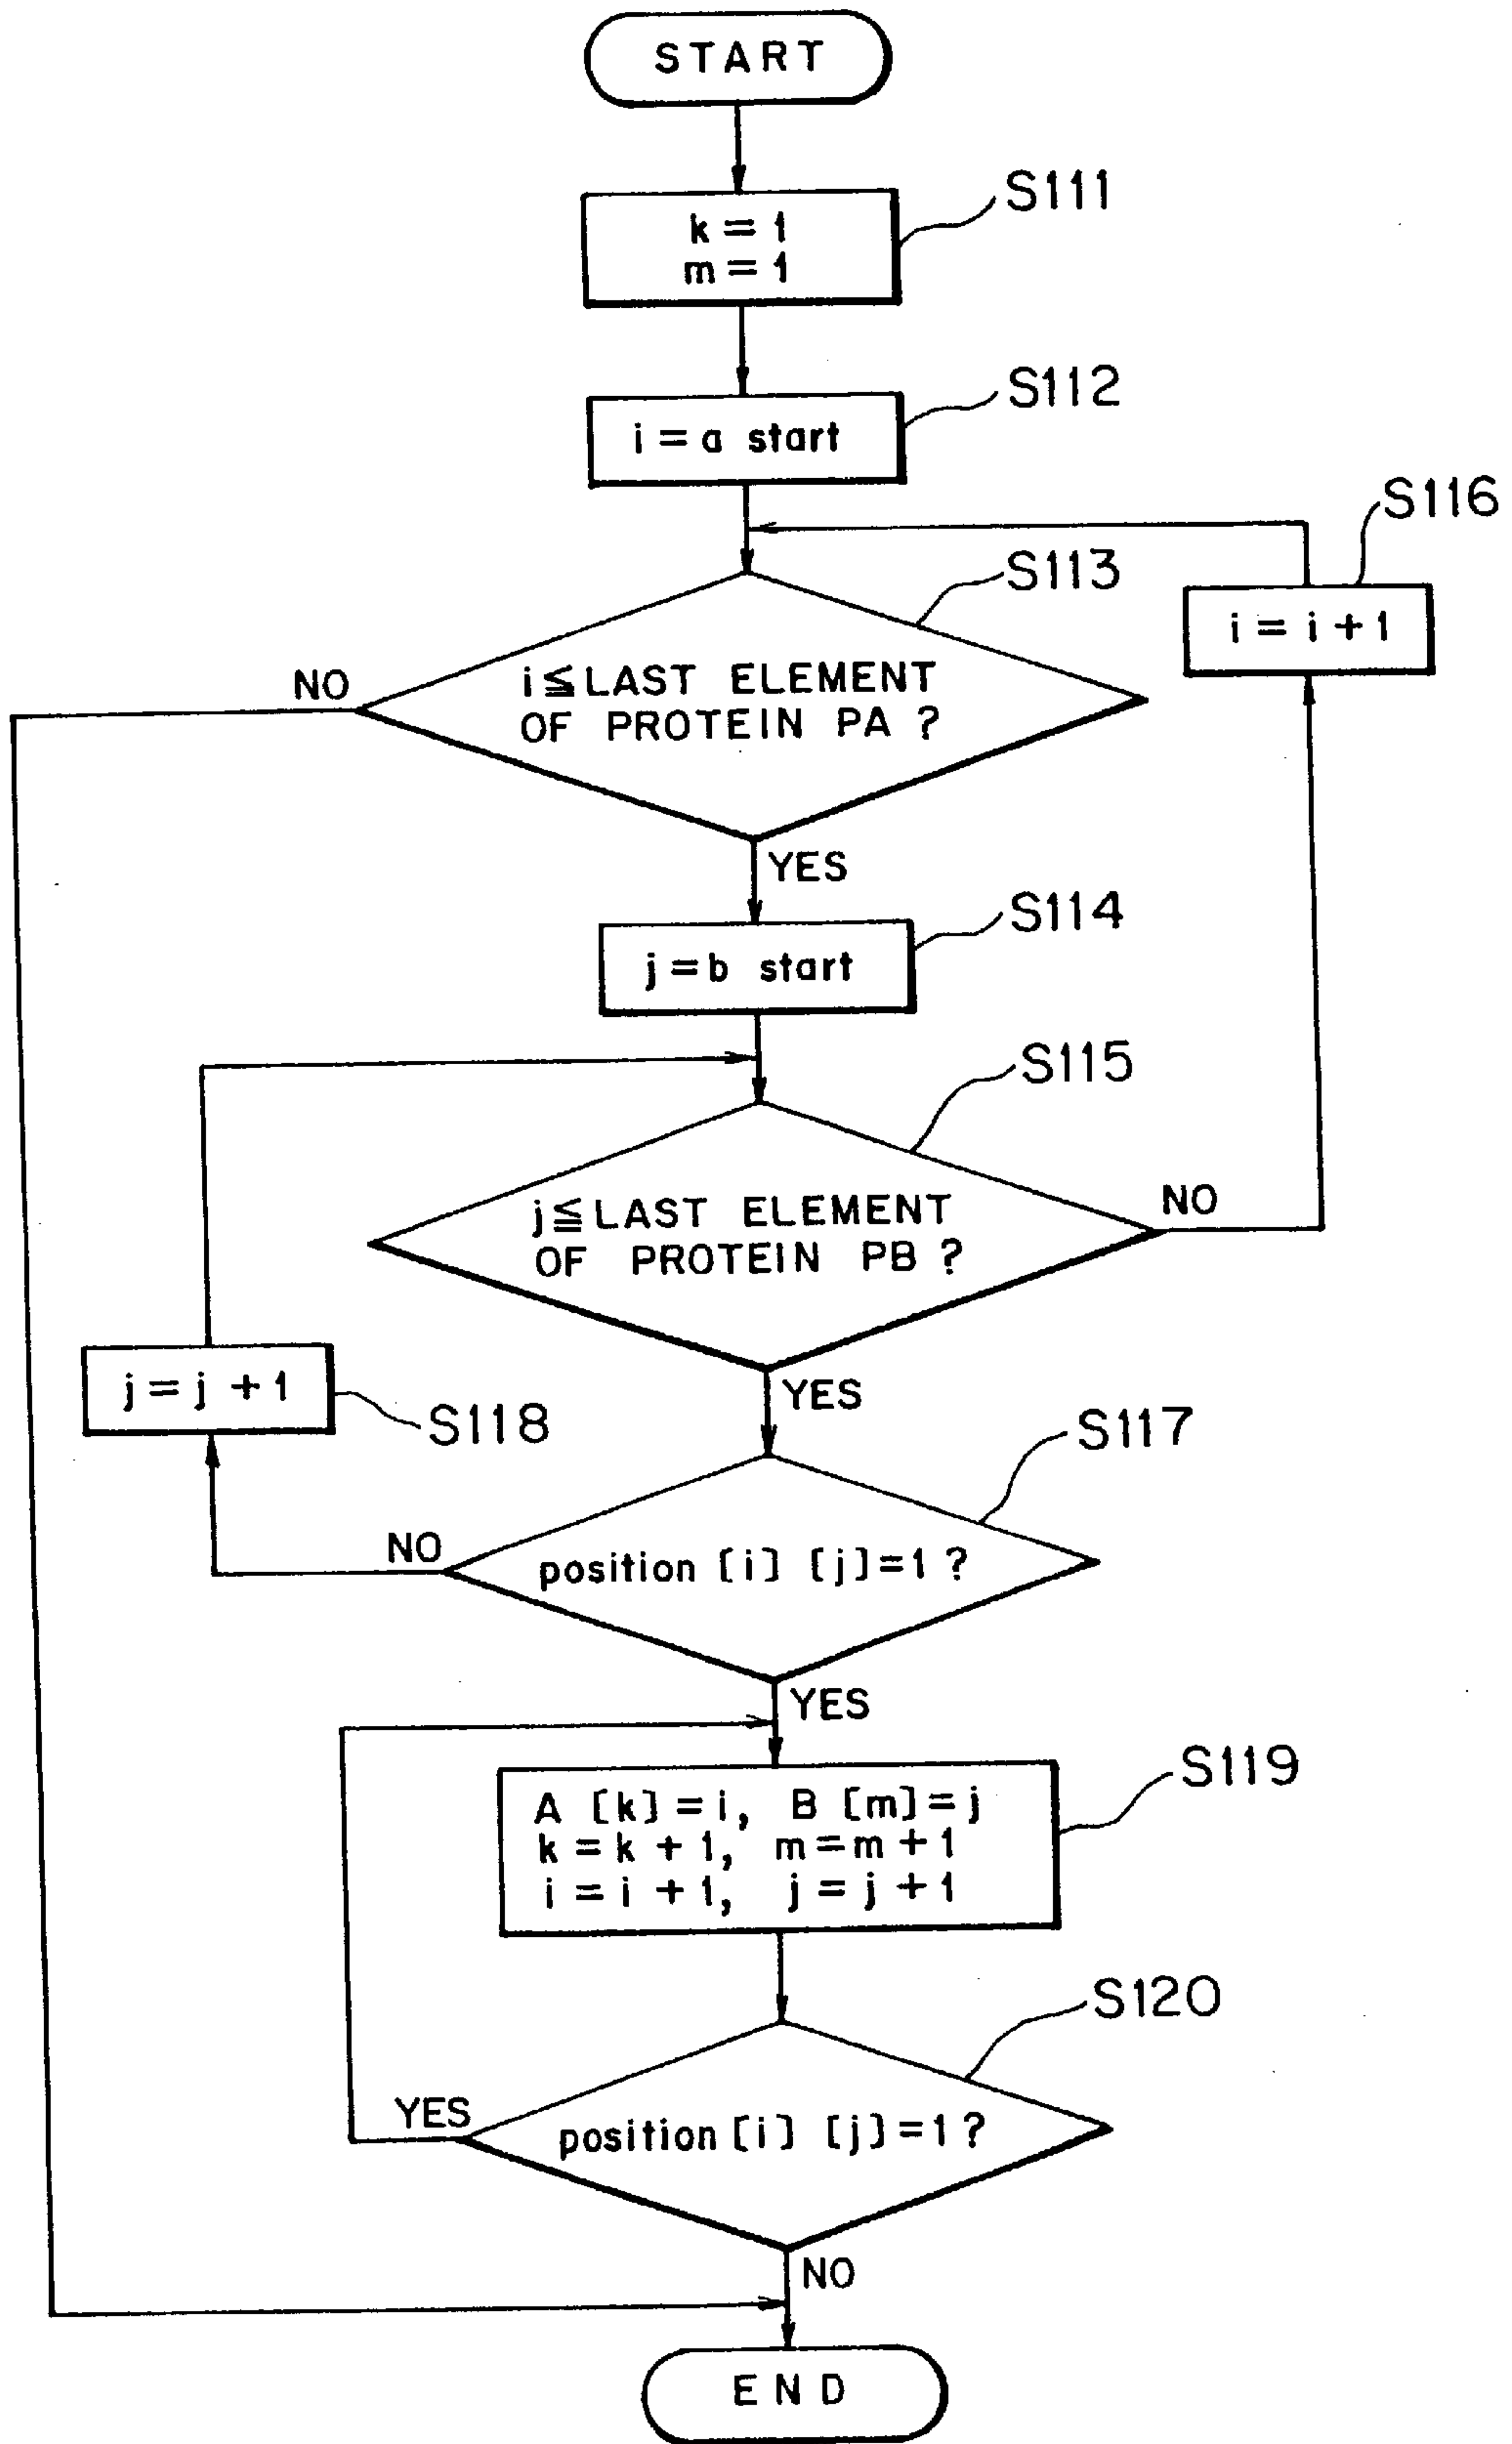 START
S111
k = 1
m = 1
S112
i = a start
S116
i = i + 1
S113
NO
i ≦ LAST ELEMENT
OF PROTEIN PA ?
YES
S114
j = b start
S115
NO
j ≦ LAST ELEMENT
OF PROTEIN PB ?
YES
j = j + 1
S118
S117
NO
position [i] [j] = 1 ?
YES
S119
A [k] = i, B [m] = j
k = k + 1, m = m + 1
i = i + 1, j = j + 1
S120
YES
position [i] [j] = 1 ?
NO
END